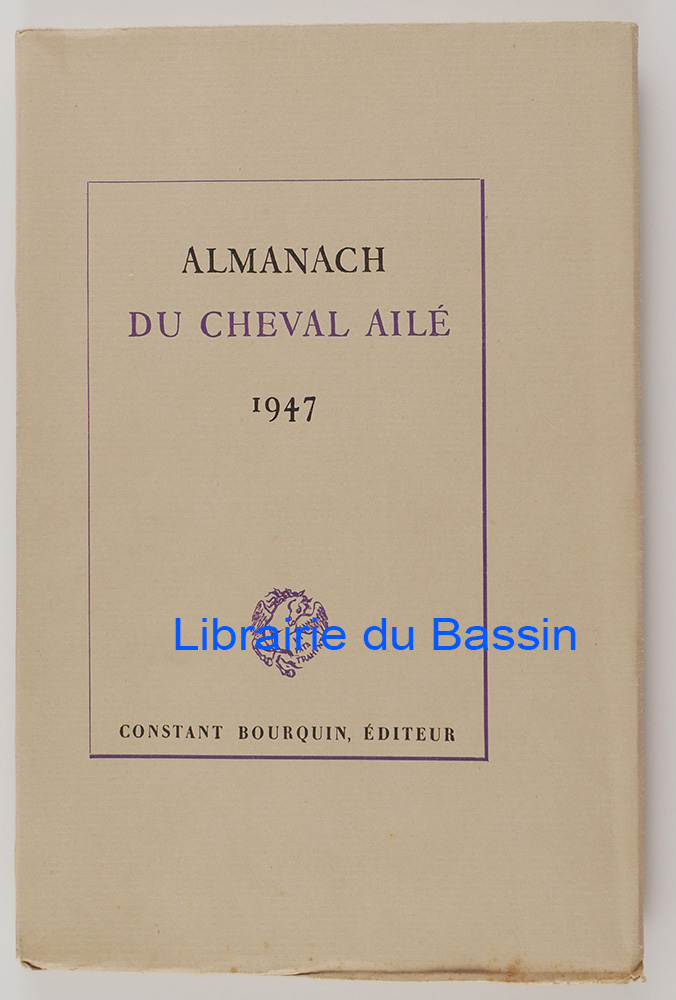 ALMANACH
DU CHEVAL AILÉ
1947
Librairie du Bassin
CONSTANT BOURQUIN, ÉDITEUR